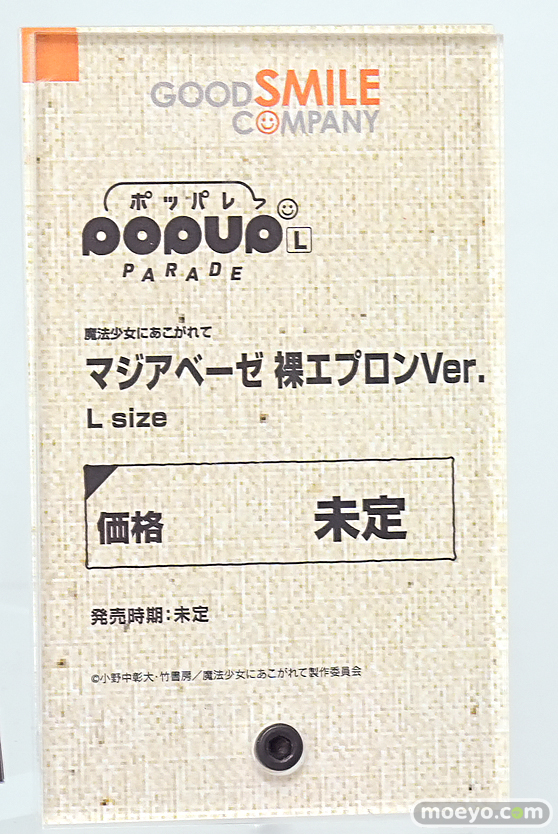 GOOD SMILE
COMPANY
ポッパレ
POPUP L
PARADE
魔法少女にあこがれて
マジアベーゼ 裸エプロンVer.
L size
価格 未定
発売時期：未定
©小野中彰大・竹書房／魔法少女にあこがれて製作委員会
moeyo.com